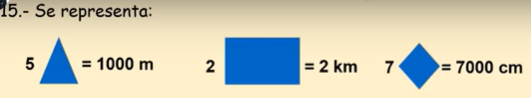 15.- Se representa:
5 = 1000 m 2 = 2 km 7 = 7000 cm